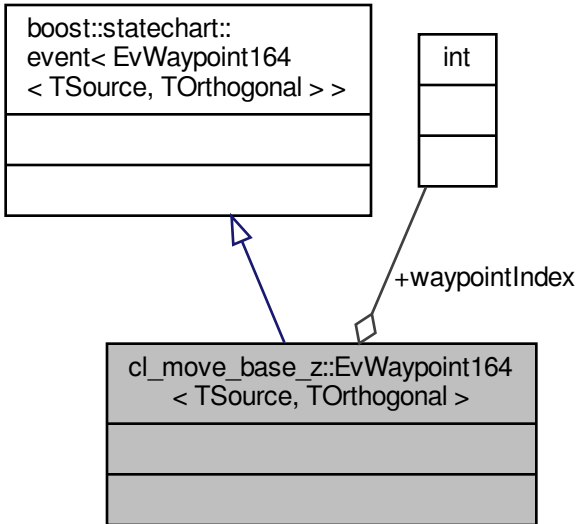 boost::statechart::
event< EvWaypoint164
< TSource, TOrthogonal > >
int
+waypointIndex
cl_move_base_z::EvWaypoint164
< TSource, TOrthogonal >